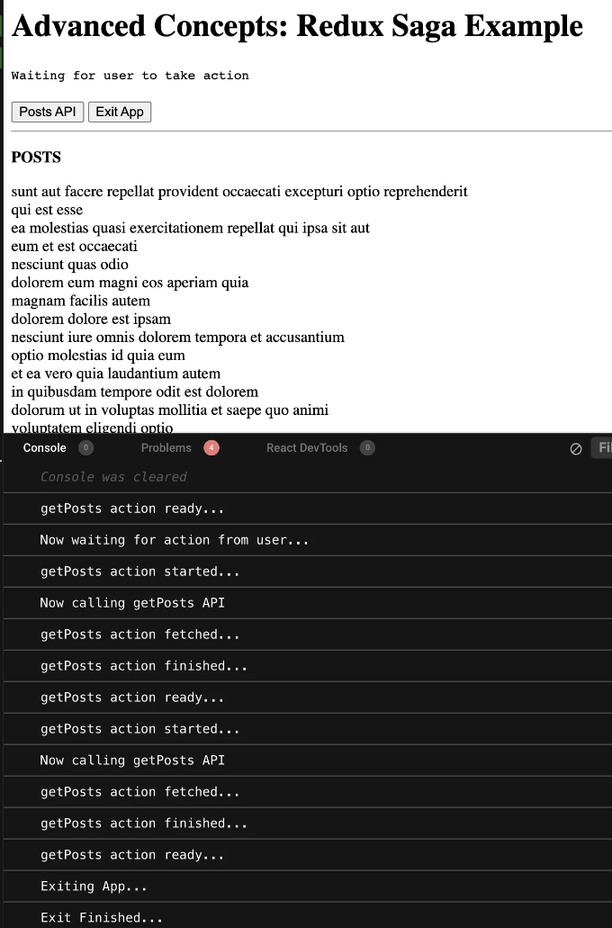 Advanced Concepts: Redux Saga Example
Waiting for user to take action
Posts API Exit App
POSTS
sunt aut facere repellat provident occaecati excepturi optio reprehenderit
qui est esse
ea molestias quasi exercitationem repellat qui ipsa sit aut
eum et est occaecati
nesciunt quas odio
dolorem eum magni eos aperiam quia
magnam facilis autem
dolorem dolore est ipsam
nesciunt iure omnis dolorem tempora et accusantium
optio molestias id quia eum
et ea vero quia laudantium autem
in quibusdam tempore odit est dolorem
dolorum ut in voluptas mollitia et saepe quo animi
voluptatem eligendi optio
Console 0 Problems 4 React DevTools 0 Fil
Console was cleared
getPosts action ready...
Now waiting for action from user...
getPosts action started...
Now calling getPosts API
getPosts action fetched...
getPosts action finished...
getPosts action ready...
getPosts action started...
Now calling getPosts API
getPosts action fetched...
getPosts action finished...
getPosts action ready...
Exiting App...
Exit Finished...